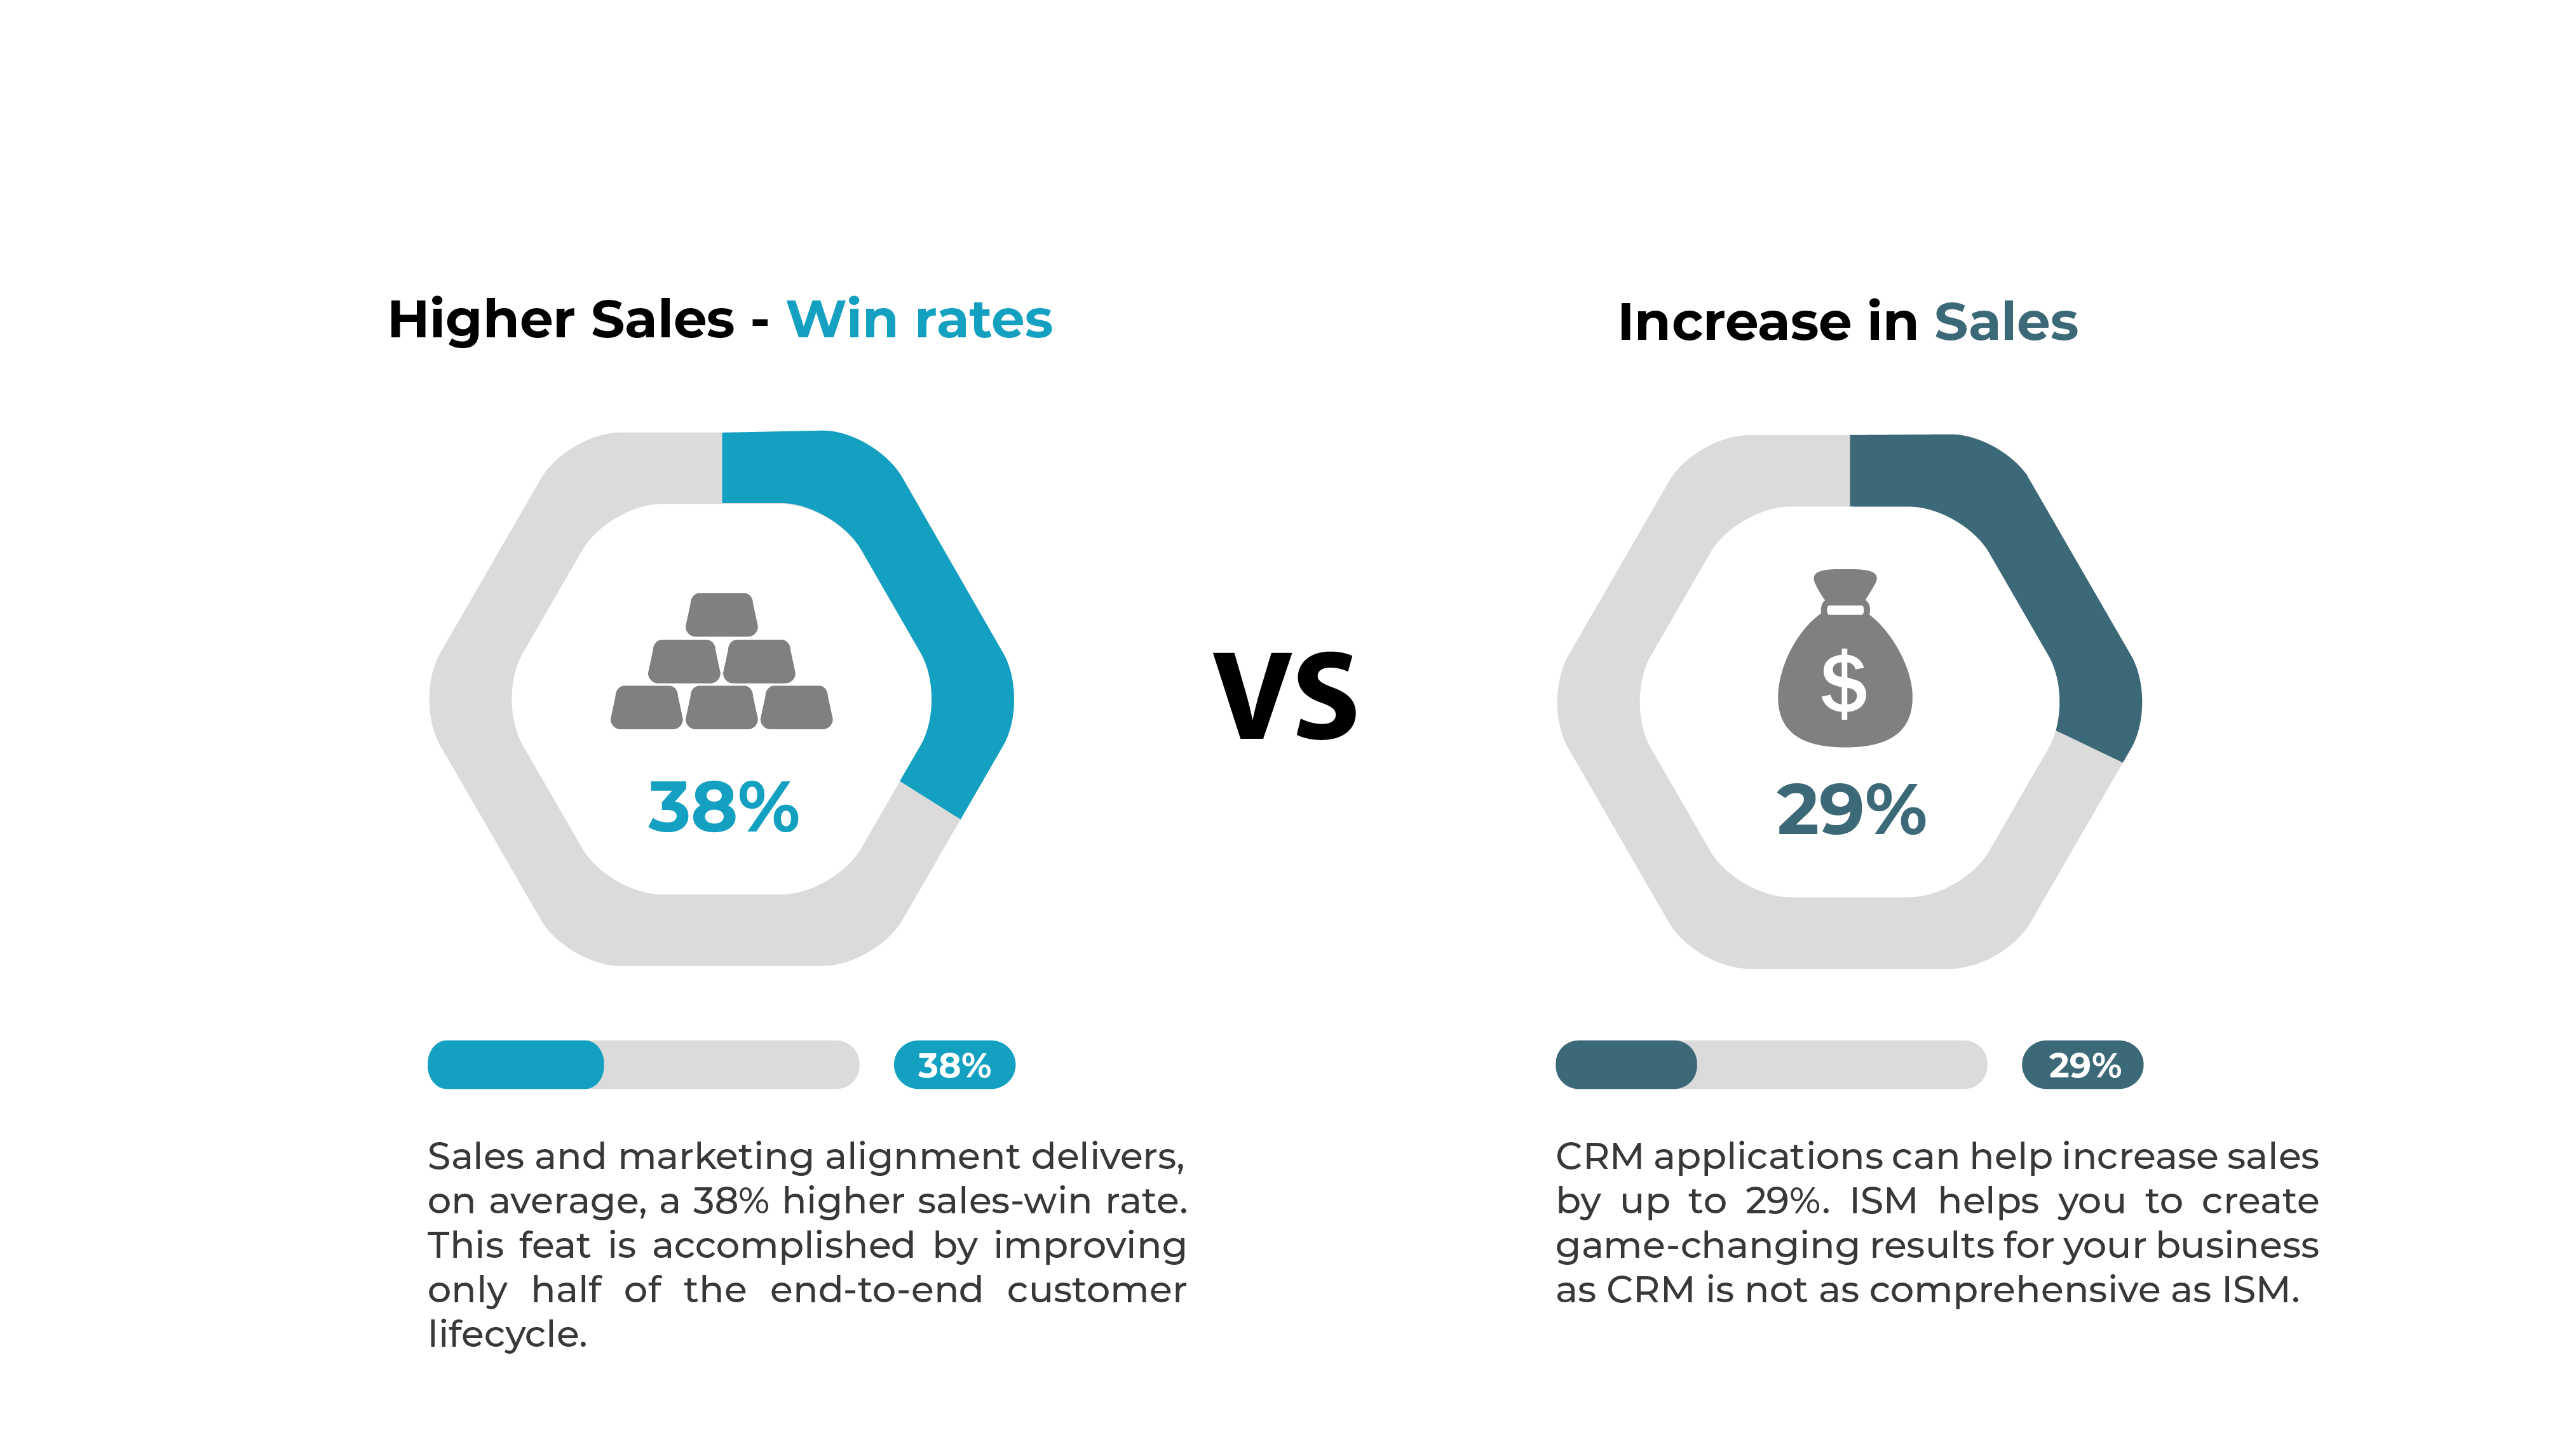 Higher Sales - Win rates
38%
38%
Sales and marketing alignment delivers,
on average, a 38% higher sales-win rate.
This feat is accomplished by improving
only half of the end-to-end customer
lifecycle.
VS
Increase in Sales
$
29%
29%
CRM applications can help increase sales
by up to 29%. ISM helps you to create
game-changing results for your business
as CRM is not as comprehensive as ISM.